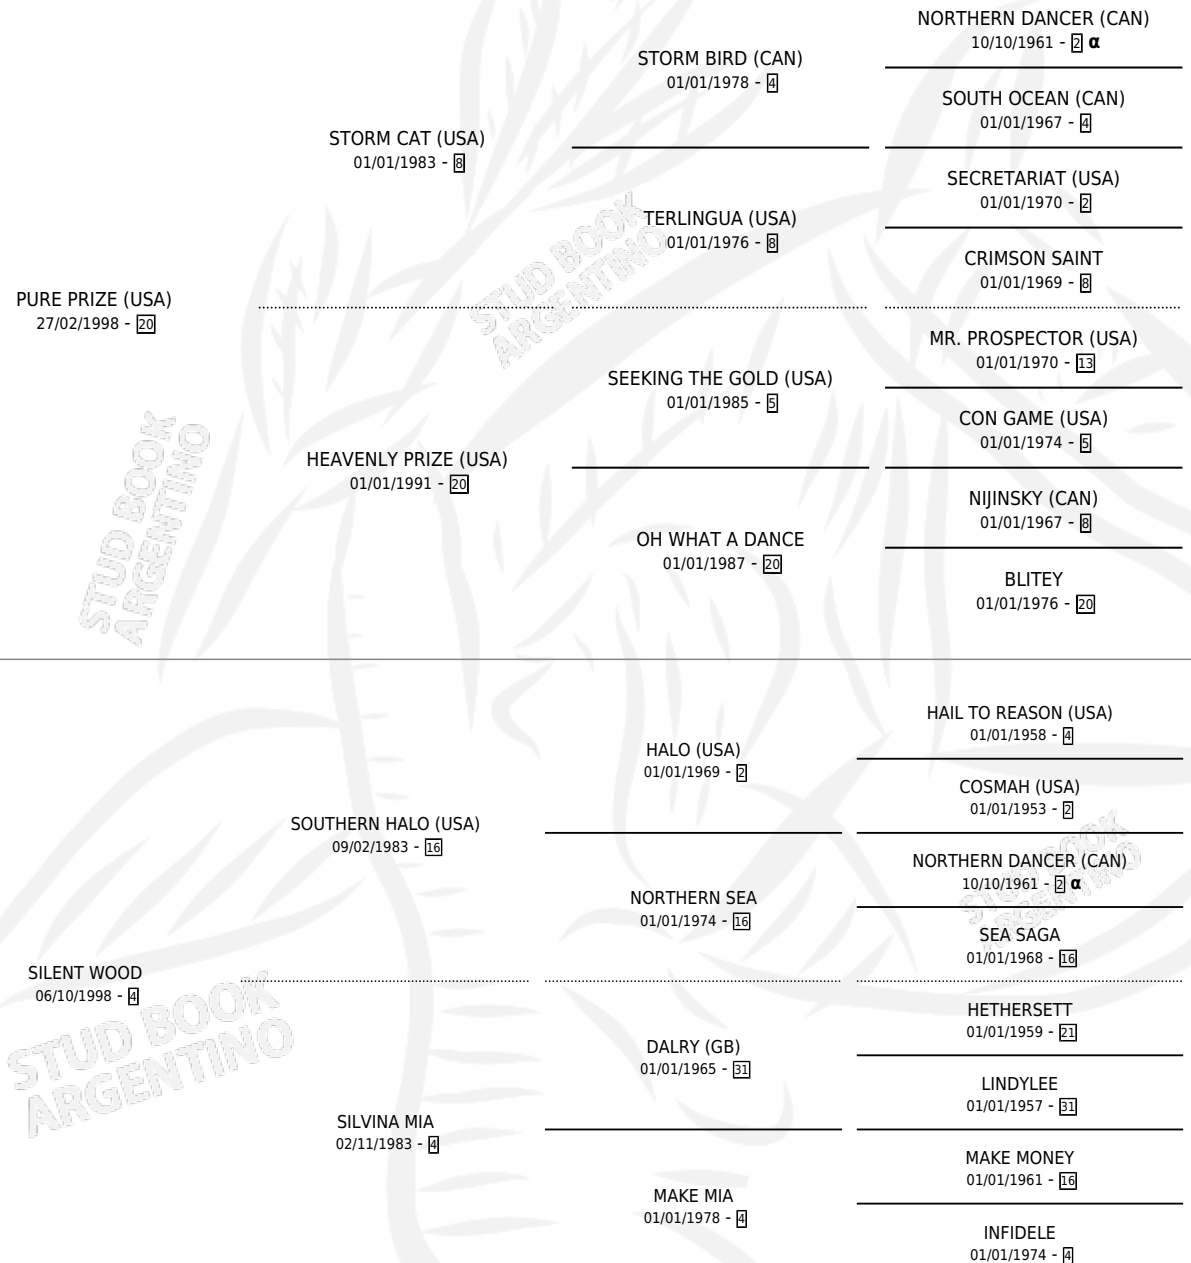 NORTHERN DANCER (CAN)
10/10/1961 - 2 α
STORM BIRD (CAN)
01/01/1978 - 4
SOUTH OCEAN (CAN)
01/01/1967 - 4
STORM CAT (USA)
01/01/1983 - 8
SECRETARIAT (USA)
01/01/1970 - 2
TERLINGUA (USA)
01/01/1976 - 8
CRIMSON SAINT
01/01/1969 - 8
PURE PRIZE (USA)
27/02/1998 - 20
MR. PROSPECTOR (USA)
01/01/1970 - 13
SEEKING THE GOLD (USA)
01/01/1985 - 5
CON GAME (USA)
01/01/1974 - 5
HEAVENLY PRIZE (USA)
01/01/1991 - 20
NIJINSKY (CAN)
01/01/1967 - 8
OH WHAT A DANCE
01/01/1987 - 20
BLITEY
01/01/1976 - 20
HAIL TO REASON (USA)
01/01/1958 - 4
HALO (USA)
01/01/1969 - 2
COSMAH (USA)
01/01/1953 - 2
SOUTHERN HALO (USA)
09/02/1983 - 16
NORTHERN DANCER (CAN)
10/10/1961 - 2 α
NORTHERN SEA
01/01/1974 - 16
SEA SAGA
01/01/1968 - 16
SILENT WOOD
06/10/1998 - 4
HETHERSETT
01/01/1959 - 21
DALRY (GB)
01/01/1965 - 31
LINDYLEE
01/01/1957 - 31
SILVINA MIA
02/11/1983 - 4
MAKE MONEY
01/01/1961 - 16
MAKE MIA
01/01/1978 - 4
INFIDELE
01/01/1974 - 4
STUD BOOK
ARGENTINO
STUD BOOK
ARGENTINO
STUD BOOK
ARGENTINO
STUD BOOK
ARGENTINO